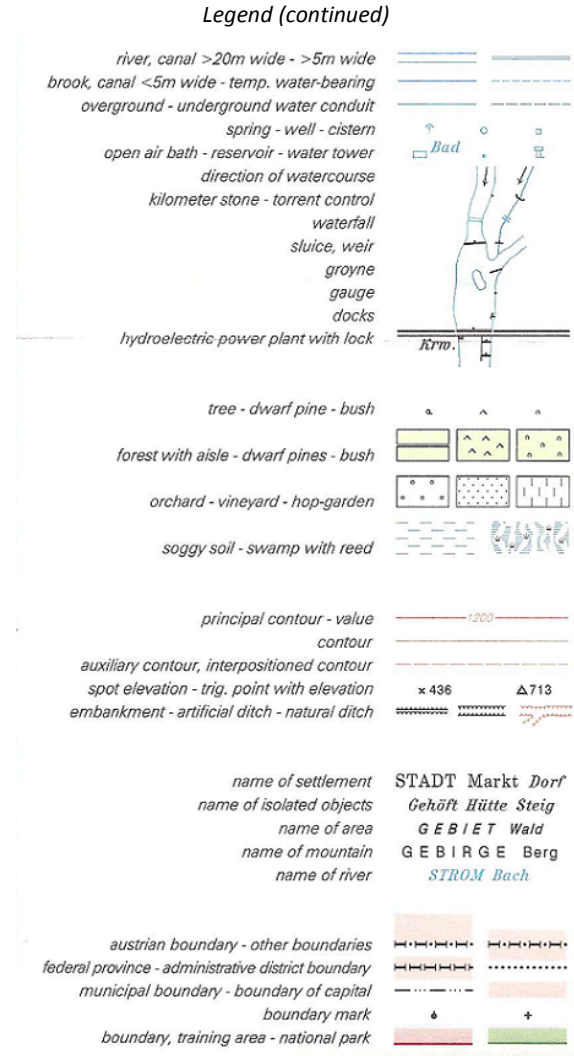 Legend (continued)
river, canal >20m wide - >5m wide
brook, canal <5m wide - temp. water-bearing
overground - underground water conduit
spring - well - cistern
open air bath - reservoir - water tower Bad
direction of watercourse
kilometer stone - torrent control
waterfall
sluice, weir
groyne
gauge
docks
hydroelectric power plant with lock Krw.
tree - dwarf pine - bush
forest with aisle - dwarf pines - bush
orchard - vineyard - hop-garden
soggy soil - swamp with reed
principal contour - value 1200
contour
auxiliary contour, interpositioned contour
spot elevation - trig. point with elevation × 436 △713
embankment - artificial ditch - natural ditch
name of settlement STADT Markt Dorf
name of isolated objects Gehöft Hütte Steig
name of area GEBIET Wald
name of mountain GEBIRGE Berg
name of river STROM Bach
austrian boundary - other boundaries
federal province - administrative district boundary
municipal boundary - boundary of capital
boundary mark
boundary, training area - national park